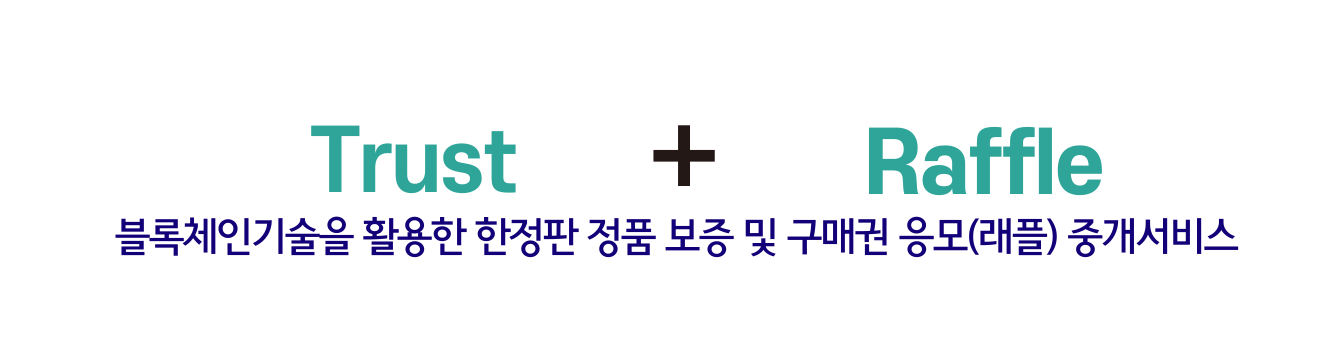 Trust + Raffle
블록체인기술을 활용한 한정판 정품 보증 및 구매권 응모(래플) 중개서비스